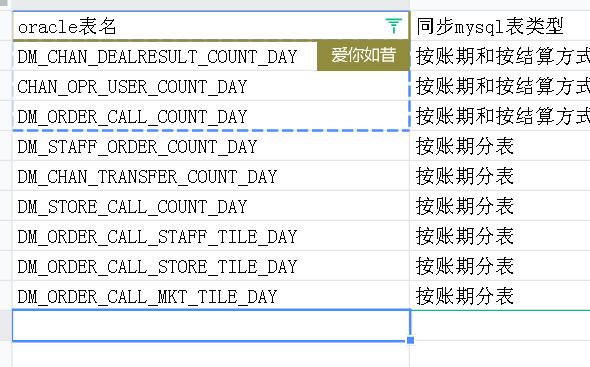 oracle表名 同步mysql表类型
DM_CHAN_DEALRESULT_COUNT_DAY 爱你如昔 按账期和按结算方式
CHAN_OPR_USER_COUNT_DAY 按账期和按结算方式
DM_ORDER_CALL_COUNT_DAY 按账期和按结算方式
DM_STAFF_ORDER_COUNT_DAY 按账期分表
DM_CHAN_TRANSFER_COUNT_DAY 按账期分表
DM_STORE_CALL_COUNT_DAY 按账期分表
DM_ORDER_CALL_STAFF_TILE_DAY 按账期分表
DM_ORDER_CALL_STORE_TILE_DAY 按账期分表
DM_ORDER_CALL_MKT_TILE_DAY 按账期分表